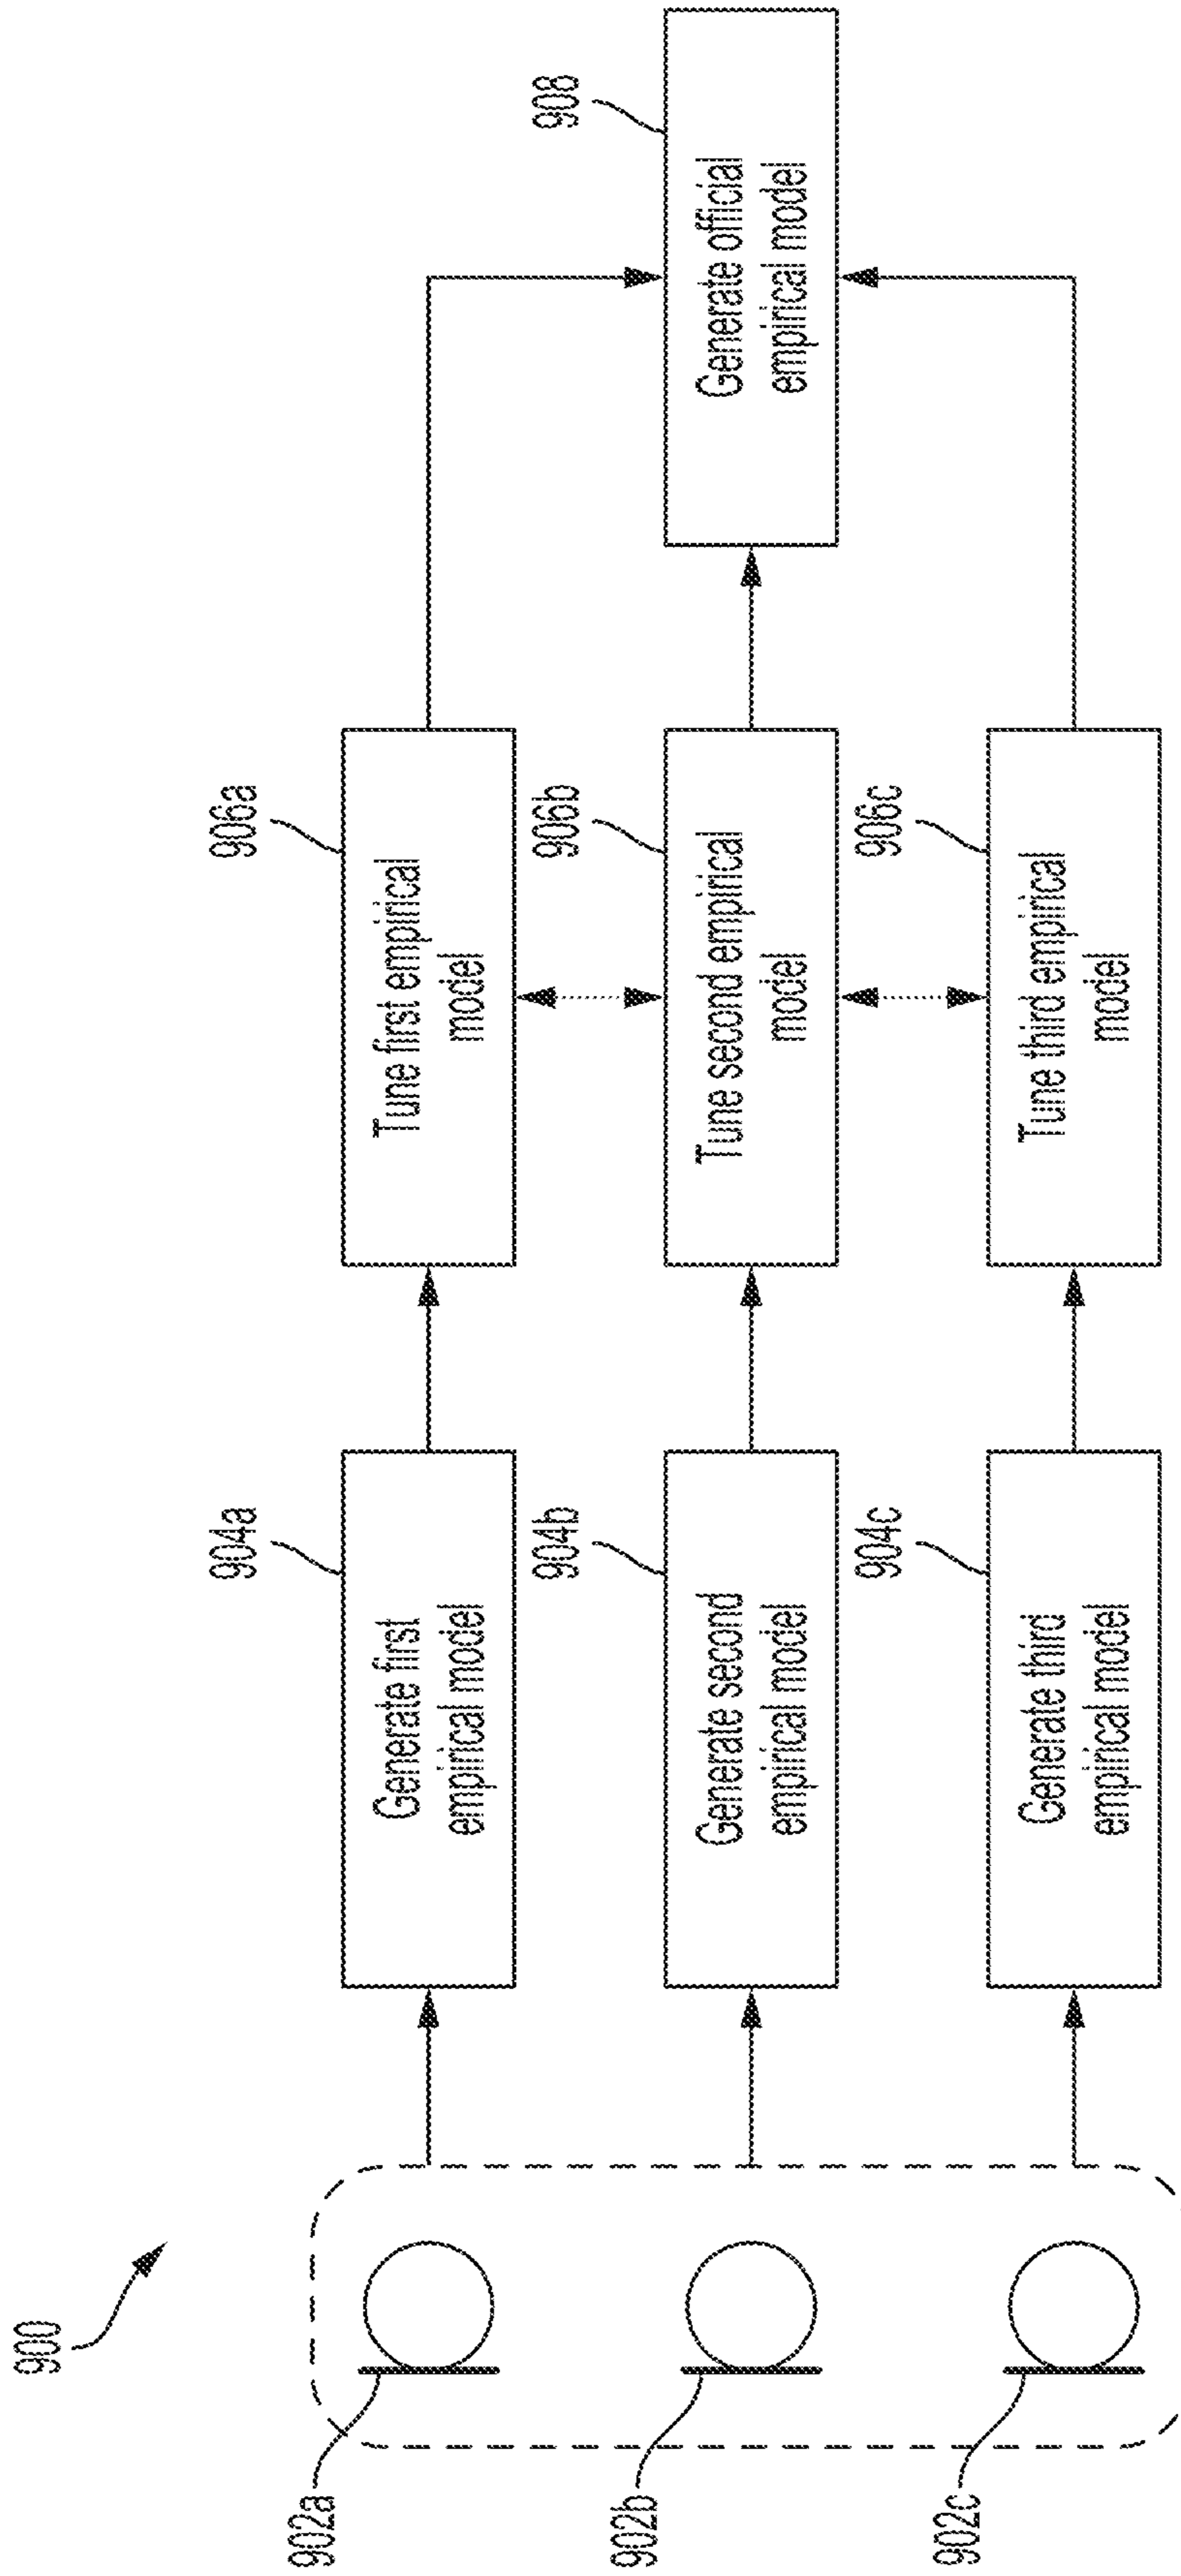 900
902a
902b
902c
904a
Generate first
empirical model
904b
Generate second
empirical model
904c
Generate third
empirical model
906a
Tune first empirical
model
906b
Tune second empirical
model
906c
Tune third empirical
model
908
Generate official
empirical model